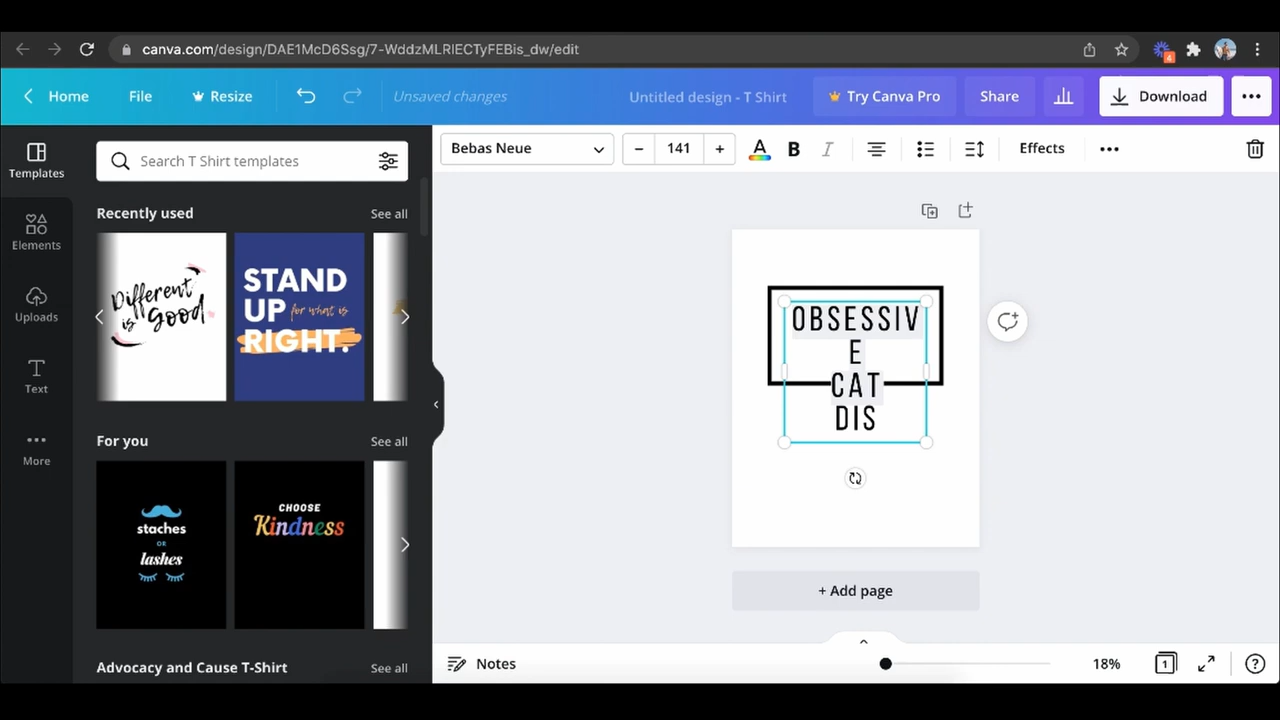 canva.com/design/DAE1McD6Ssg/7-WddzMLRlECTyFEBis_dw/edit
4
Home
File
Resize
Unsaved changes
Untitled design - T Shirt
Try Canva Pro
Share
Download
Templates
Search T Shirt templates
Bebas Neue
141
A
B
I
Effects
Elements
Uploads
Text
More
Recently used
See all
Different
is Good
STAND
UP for what is
RIGHT.
For you
See all
staches
OR
lashes
CHOOSE
Kindness
Advocacy and Cause T-Shirt
See all
OBSESSIV
E
CAT
DIS
+ Add page
Notes
18%
1